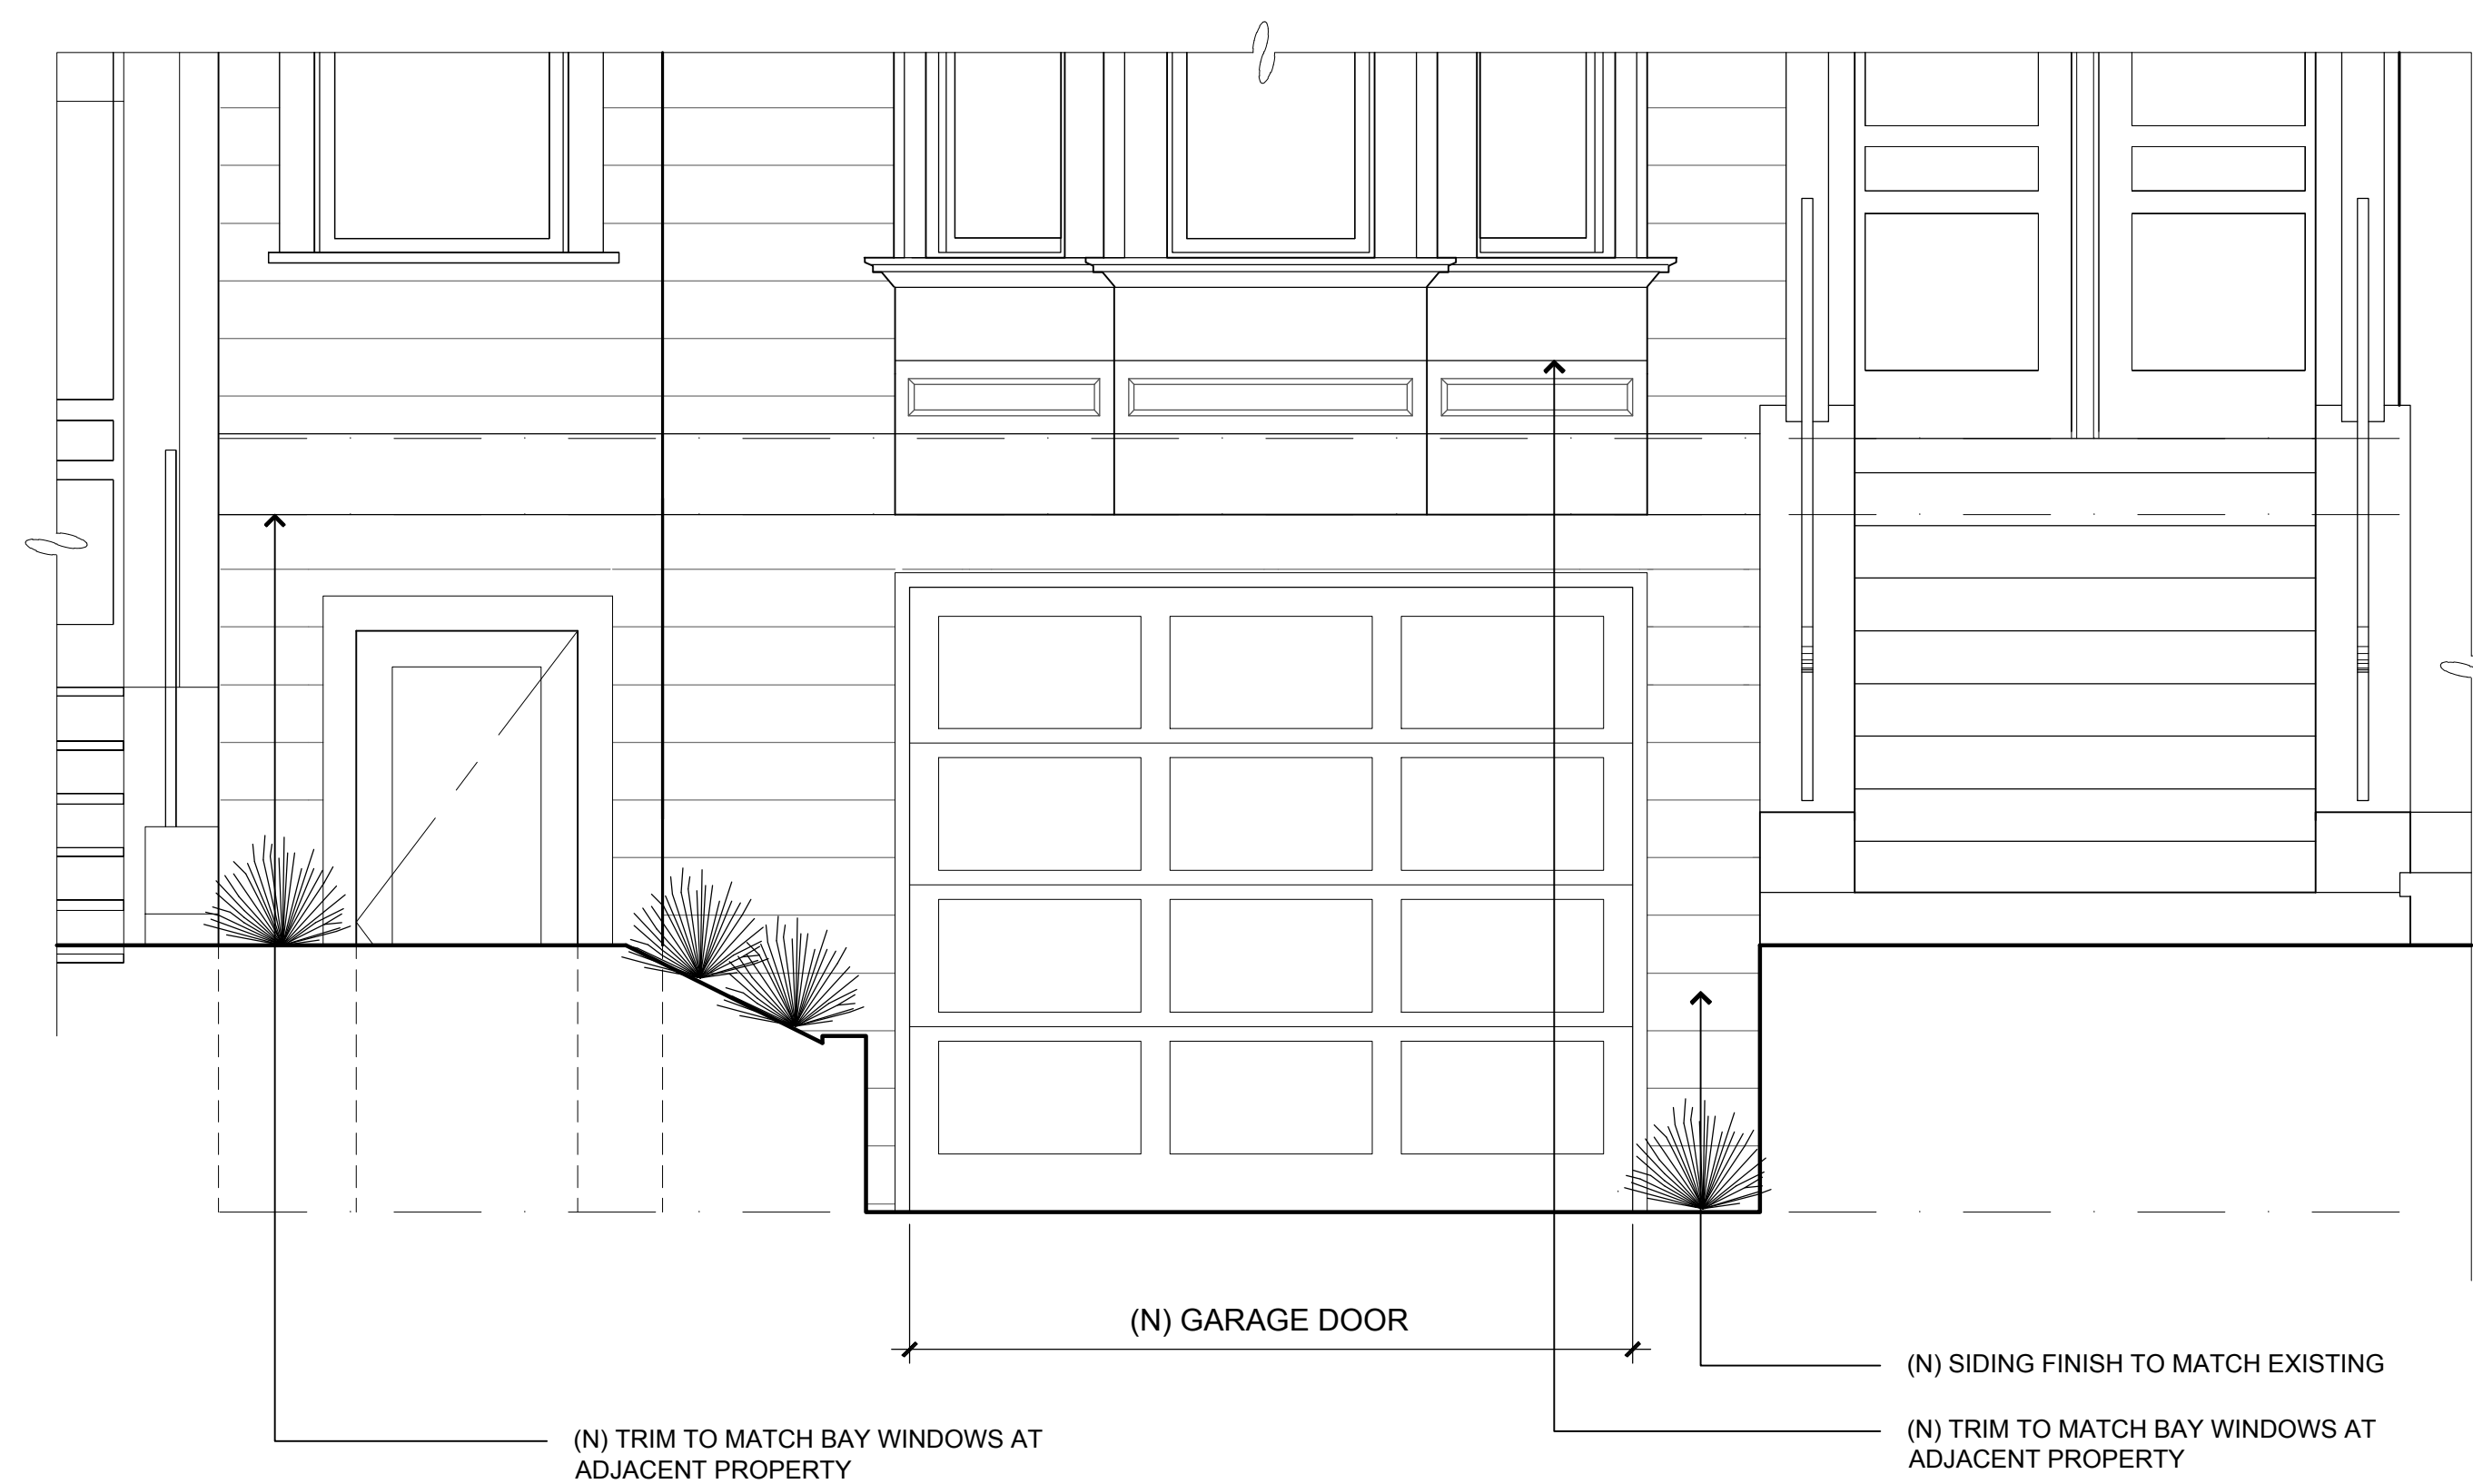 (N) GARAGE DOOR
(N) SIDING FINISH TO MATCH EXISTING
(N) TRIM TO MATCH BAY WINDOWS AT
ADJACENT PROPERTY
(N) TRIM TO MATCH BAY WINDOWS AT
ADJACENT PROPERTY